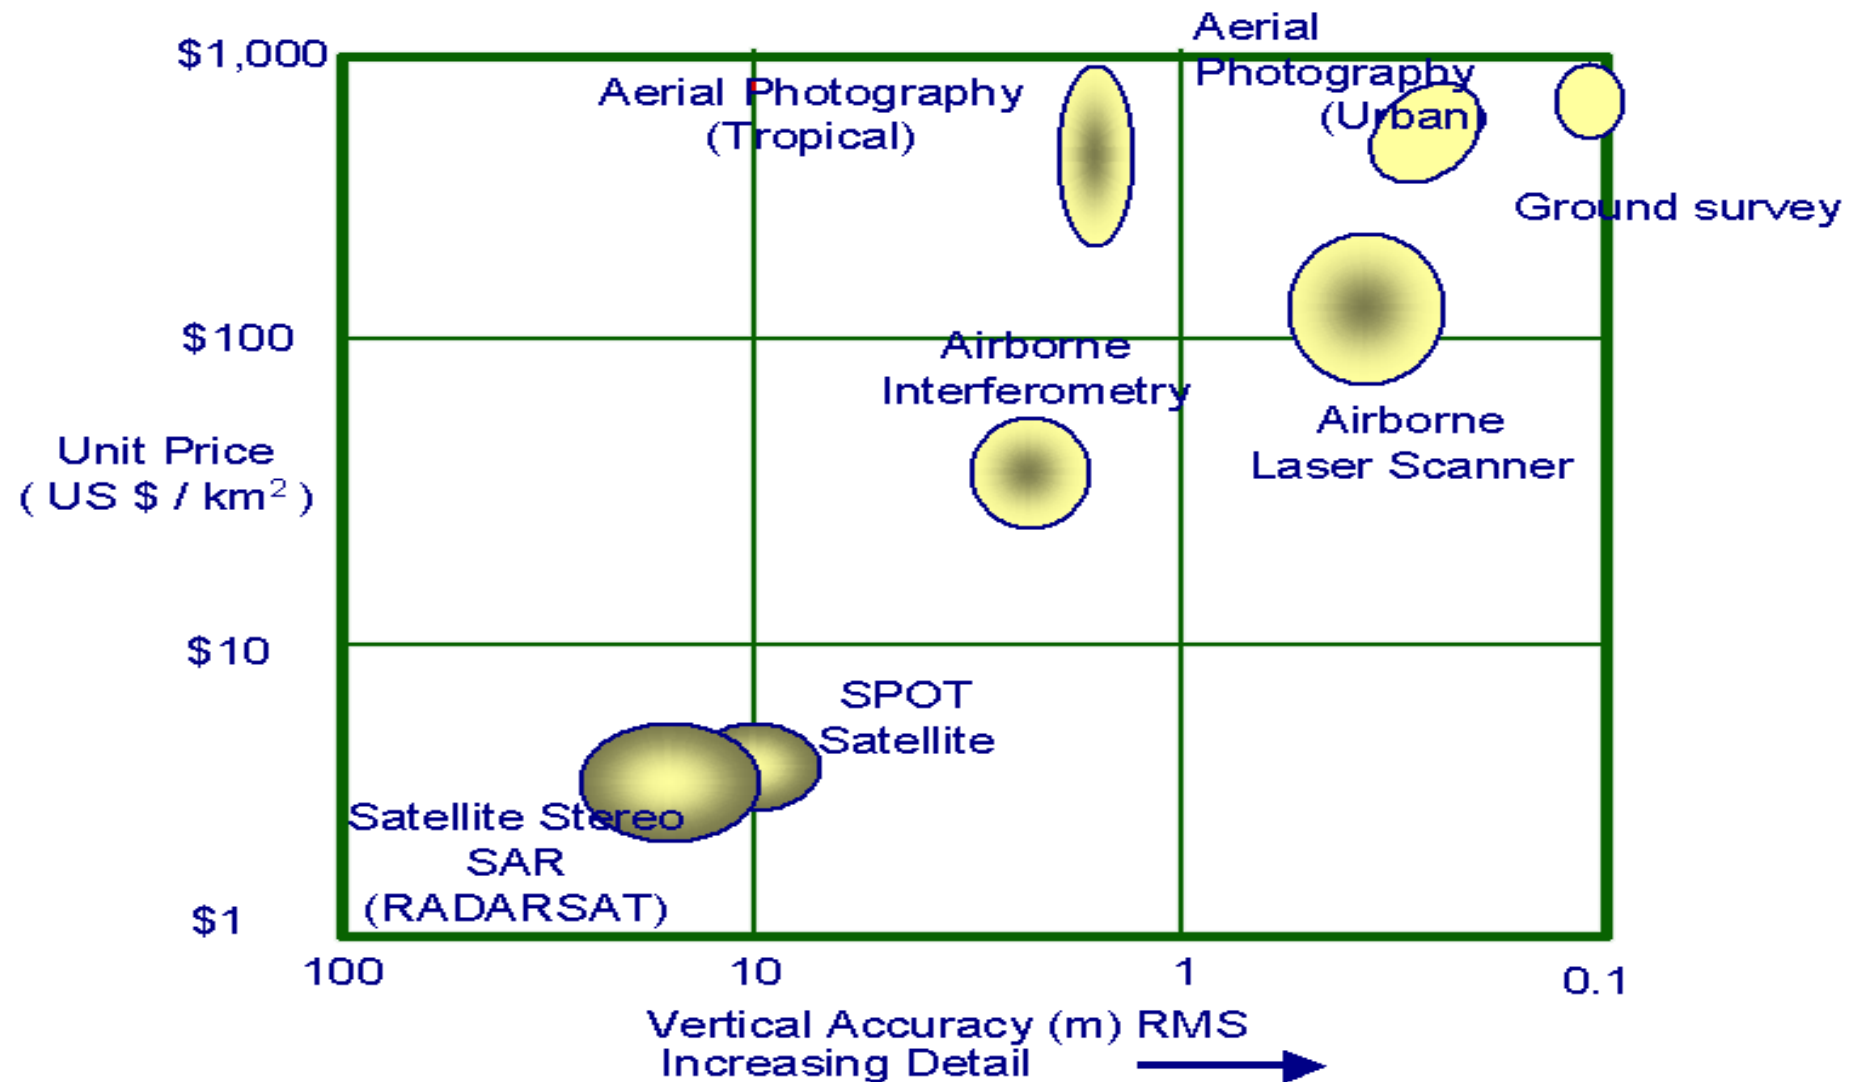 $1,000
Aerial
Photography
(Urban)
Aerial Photography
(Tropical)
Ground survey
$100
Airborne
Interferometry
Airborne
Laser Scanner
Unit Price
( US $ / km² )
$10
SPOT
Satellite
Satellite Stereo
SAR
(RADARSAT)
$1
100
10
1
0.1
Vertical Accuracy (m) RMS
Increasing Detail